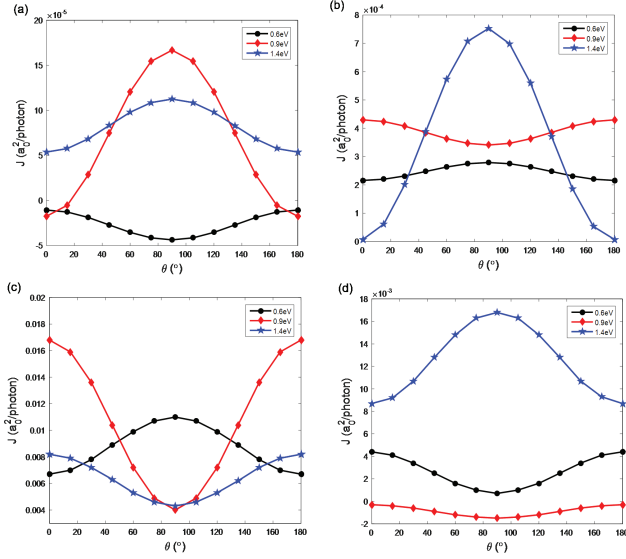 (a)
20 ×10⁻⁵
15
10
5
0
-5
0 20 40 60 80 100 120 140 160 180
J (a₀²/photon)
θ (°)
0.6eV
0.9eV
1.4eV
(b)
8 ×10⁻⁴
7
6
5
4
3
2
1
0
0 20 40 60 80 100 120 140 160 180
J (a₀²/photon)
θ (°)
0.6eV
0.9eV
1.4eV
(c)
0.02
0.018
0.016
0.014
0.012
0.01
0.008
0.006
0.004
0 20 40 60 80 100 120 140 160 180
J (a₀²/photon)
θ (°)
0.6eV
0.9eV
1.4eV
(d)
18 ×10⁻³
16
14
12
10
8
6
4
2
0
-2
0 20 40 60 80 100 120 140 160 180
J (a₀²/photon)
θ (°)
0.6eV
0.9eV
1.4eV